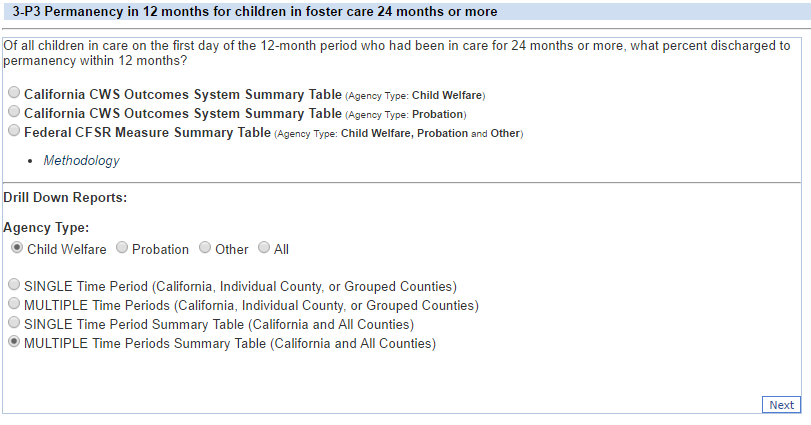 3-P3 Permanency in 12 months for children in foster care 24 months or more
Of all children in care on the first day of the 12-month period who had been in care for 24 months or more, what percent discharged to
permanency within 12 months?
California CWS Outcomes System Summary Table (Agency Type: Child Welfare)
California CWS Outcomes System Summary Table (Agency Type: Probation)
Federal CFSR Measure Summary Table (Agency Type: Child Welfare, Probation and Other)
• Methodology
Drill Down Reports:
Agency Type:
Child Welfare Probation Other All
SINGLE Time Period (California, Individual County, or Grouped Counties)
MULTIPLE Time Periods (California, Individual County, or Grouped Counties)
SINGLE Time Period Summary Table (California and All Counties)
MULTIPLE Time Periods Summary Table (California and All Counties)
Next